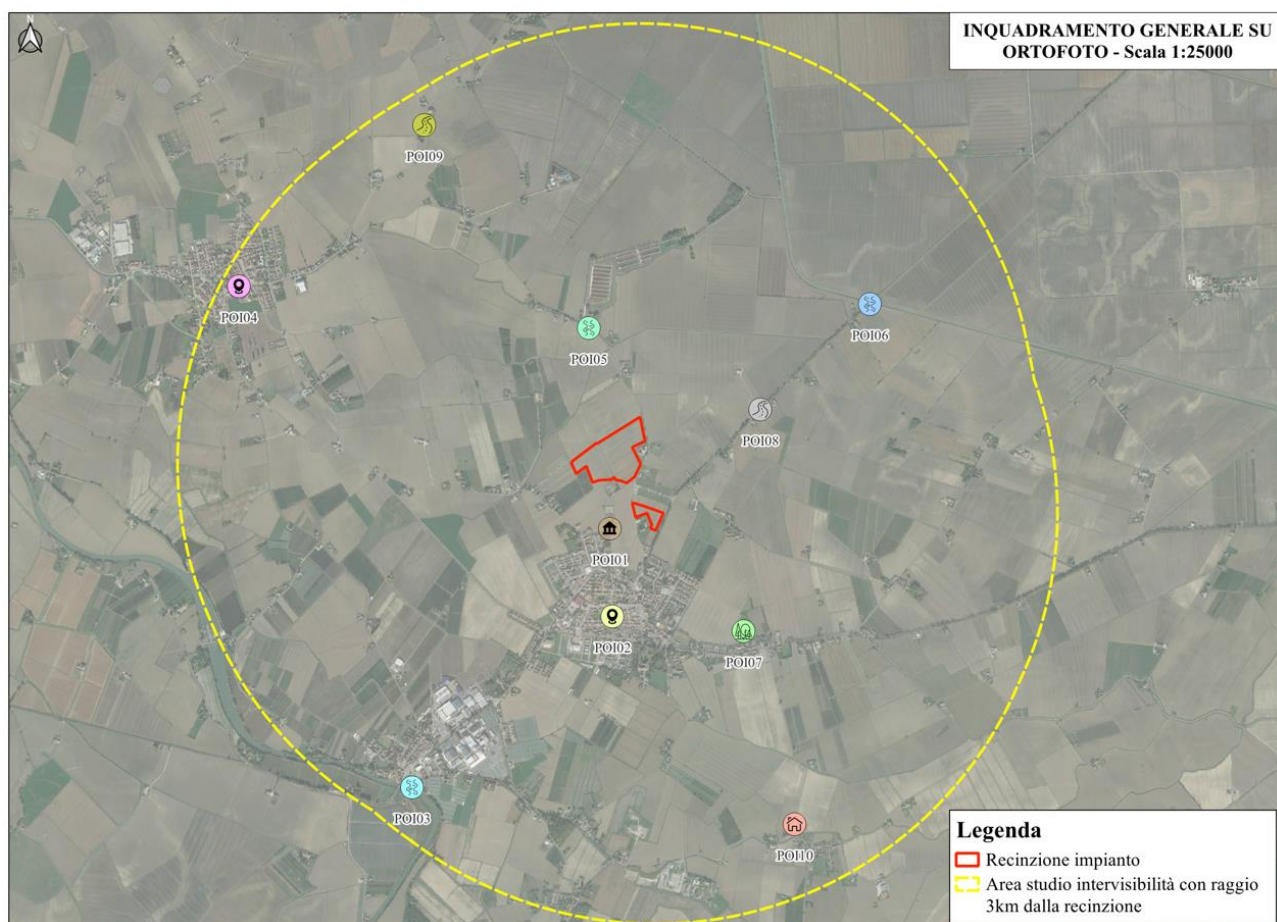 N
INQUADRAMENTO GENERALE SU
ORTOFOTO - Scala 1:25000
POI09
POI04
POI05
POI06
POI08
POI01
POI02
POI07
POI03
POI10
Legenda
Recinzione impianto
Area studio intervisibilità con raggio
3km dalla recinzione